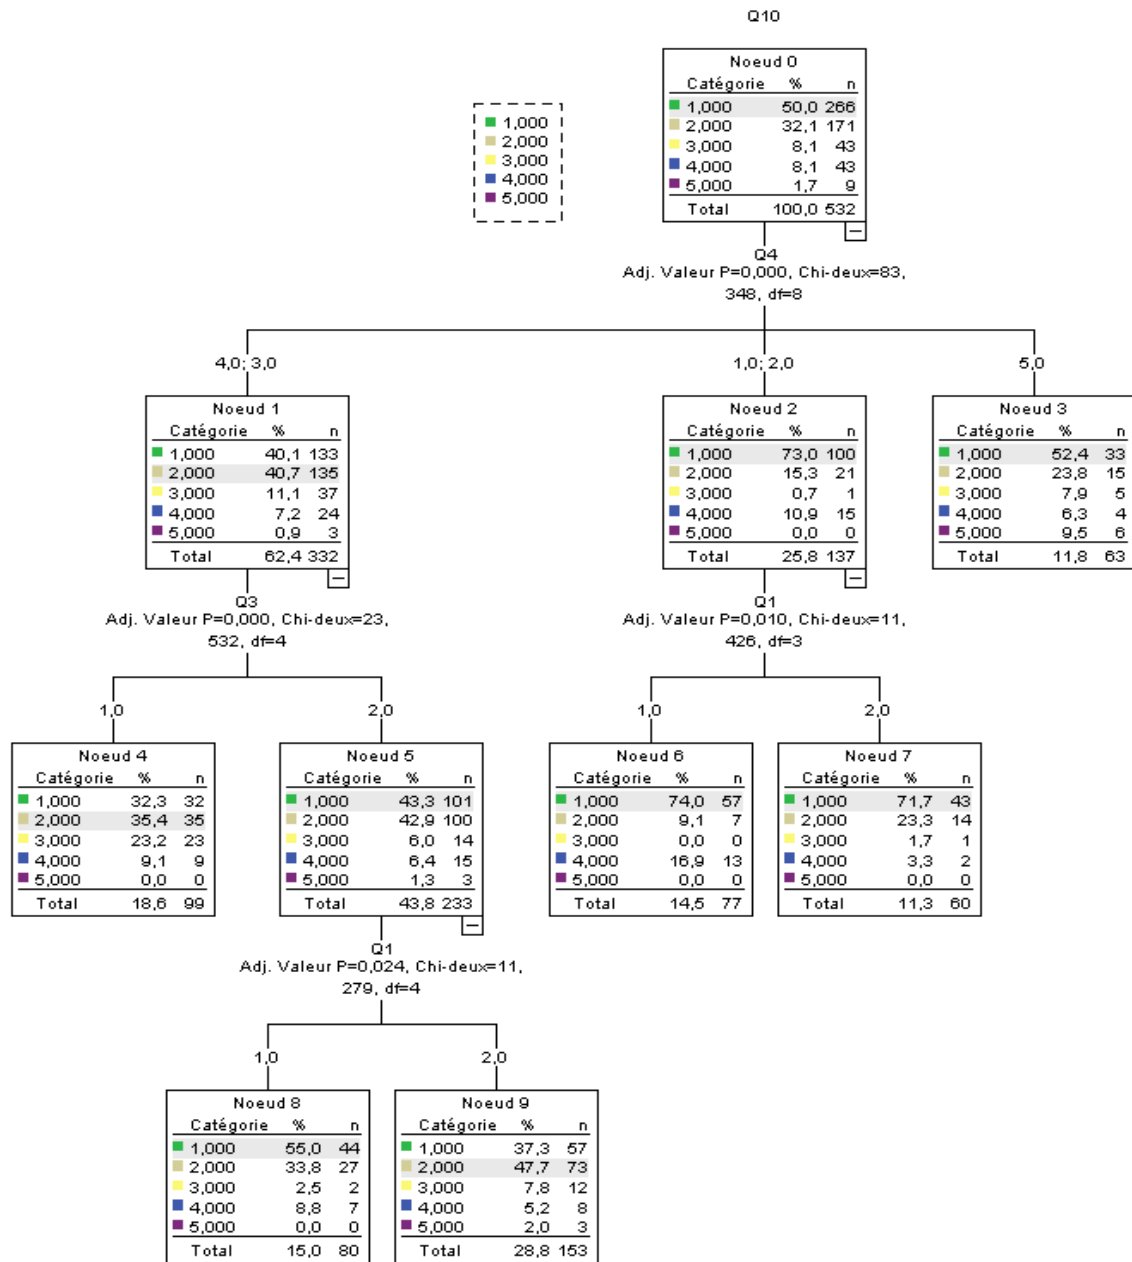 Q10
Noeud 0
Catégorie % n
1,000 50,0 266
2,000 32,1 171
3,000 8,1 43
4,000 8,1 43
5,000 1,7 9
Total 100,0 532
1,000
2,000
3,000
4,000
5,000
Q4
Adj. Valeur P=0,000, Chi-deux=83,
348, df=8
4,0; 3,0
1,0; 2,0
5,0
Noeud 1
Catégorie % n
1,000 40,1 133
2,000 40,7 135
3,000 11,1 37
4,000 7,2 24
5,000 0,9 3
Total 62,4 332
Noeud 2
Catégorie % n
1,000 73,0 100
2,000 15,3 21
3,000 0,7 1
4,000 10,9 15
5,000 0,0 0
Total 25,8 137
Noeud 3
Catégorie % n
1,000 52,4 33
2,000 23,8 15
3,000 7,9 5
4,000 6,3 4
5,000 9,5 6
Total 11,8 63
Q3
Adj. Valeur P=0,000, Chi-deux=23,
532, df=4
Q1
Adj. Valeur P=0,010, Chi-deux=11,
426, df=3
1,0
2,0
1,0
2,0
Noeud 4
Catégorie % n
1,000 32,3 32
2,000 35,4 35
3,000 23,2 23
4,000 9,1 9
5,000 0,0 0
Total 18,6 99
Noeud 5
Catégorie % n
1,000 43,3 101
2,000 42,9 100
3,000 6,0 14
4,000 6,4 15
5,000 1,3 3
Total 43,8 233
Noeud 6
Catégorie % n
1,000 74,0 57
2,000 9,1 7
3,000 0,0 0
4,000 16,9 13
5,000 0,0 0
Total 14,5 77
Noeud 7
Catégorie % n
1,000 71,7 43
2,000 23,3 14
3,000 1,7 1
4,000 3,3 2
5,000 0,0 0
Total 11,3 60
Q1
Adj. Valeur P=0,024, Chi-deux=11,
279, df=4
1,0
2,0
Noeud 8
Catégorie % n
1,000 55,0 44
2,000 33,8 27
3,000 2,5 2
4,000 8,8 7
5,000 0,0 0
Total 15,0 80
Noeud 9
Catégorie % n
1,000 37,3 57
2,000 47,7 73
3,000 7,8 12
4,000 5,2 8
5,000 2,0 3
Total 28,8 153